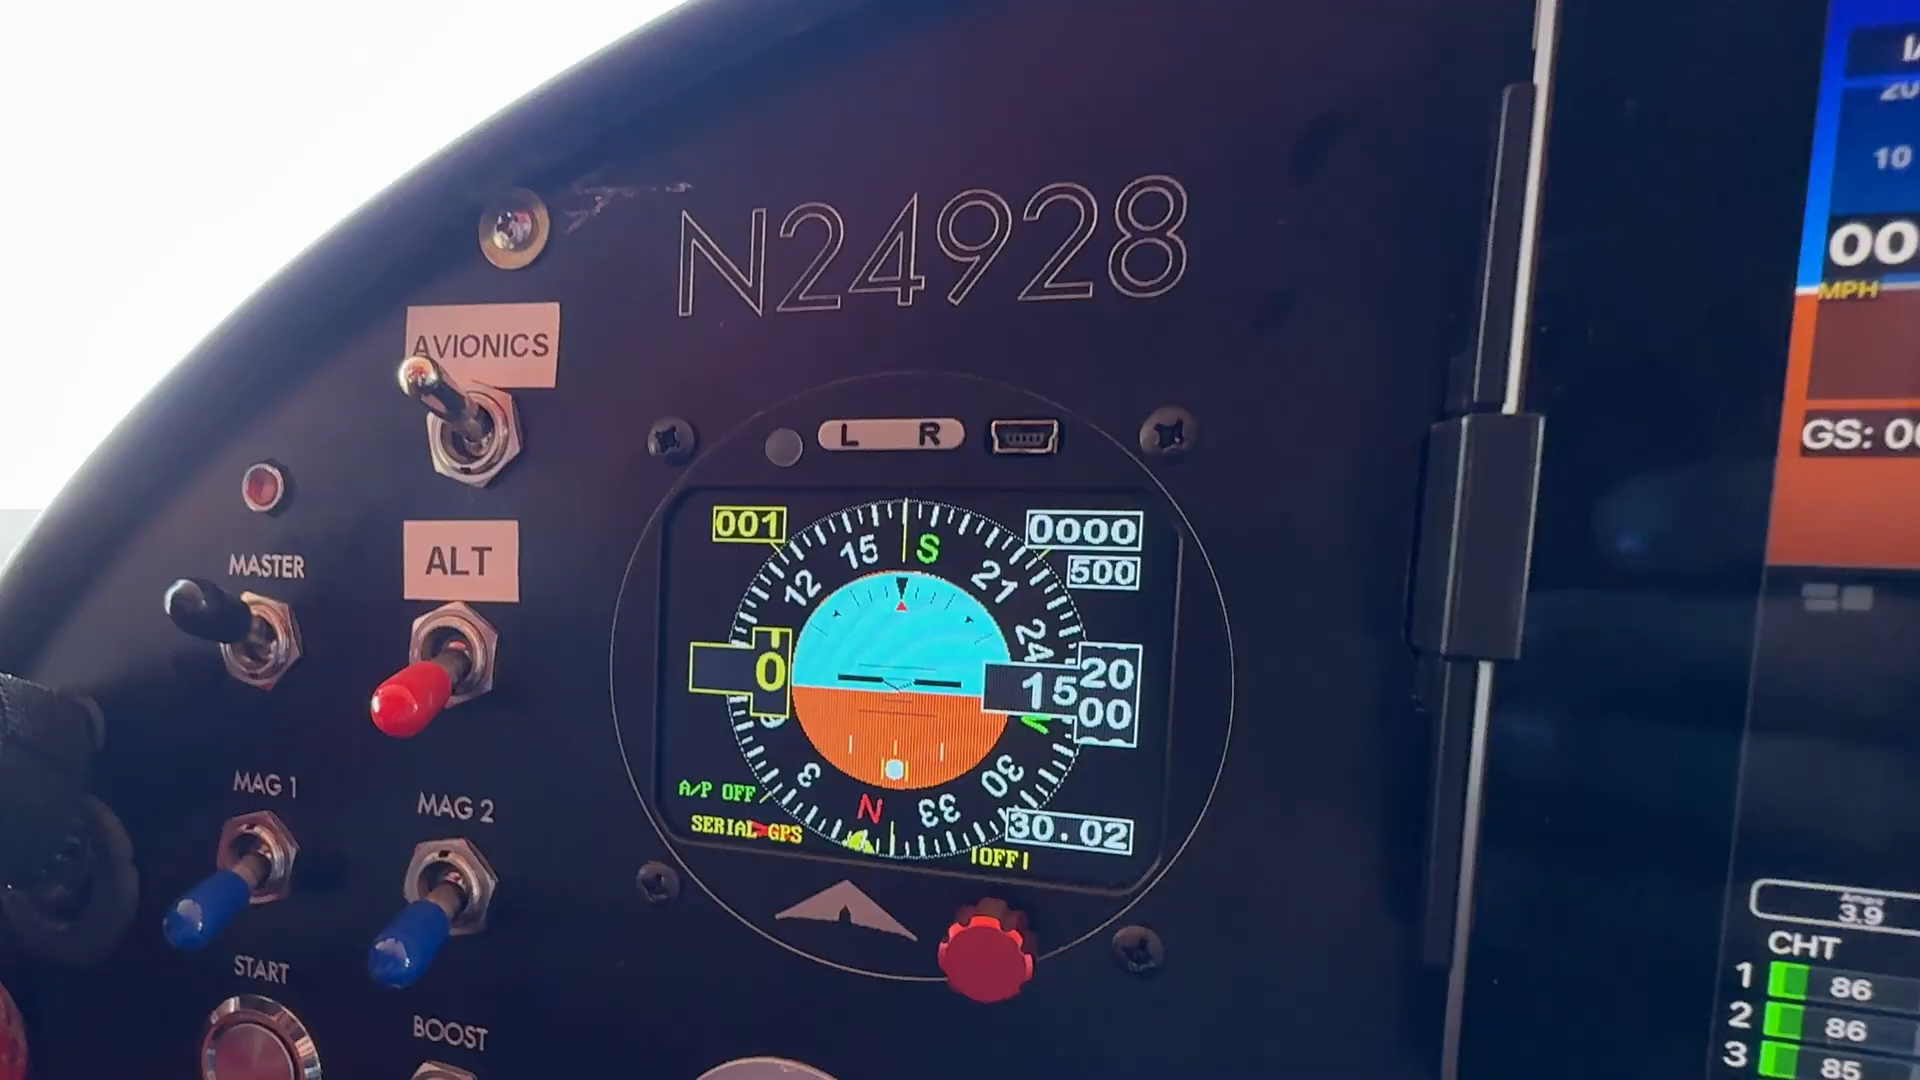 N24928
AVIONICS
MASTER
ALT
MAG 1
MAG 2
START
BOOST
L R
001
0000
500
12
15
S
21
24
0
15
20
00
3
N
33
30
A/P OFF
SERIAL GPS
30.02
OFF
10
00
MPH
GS: 0
Amps
3.9
CHT
1 86
2 86
3 85